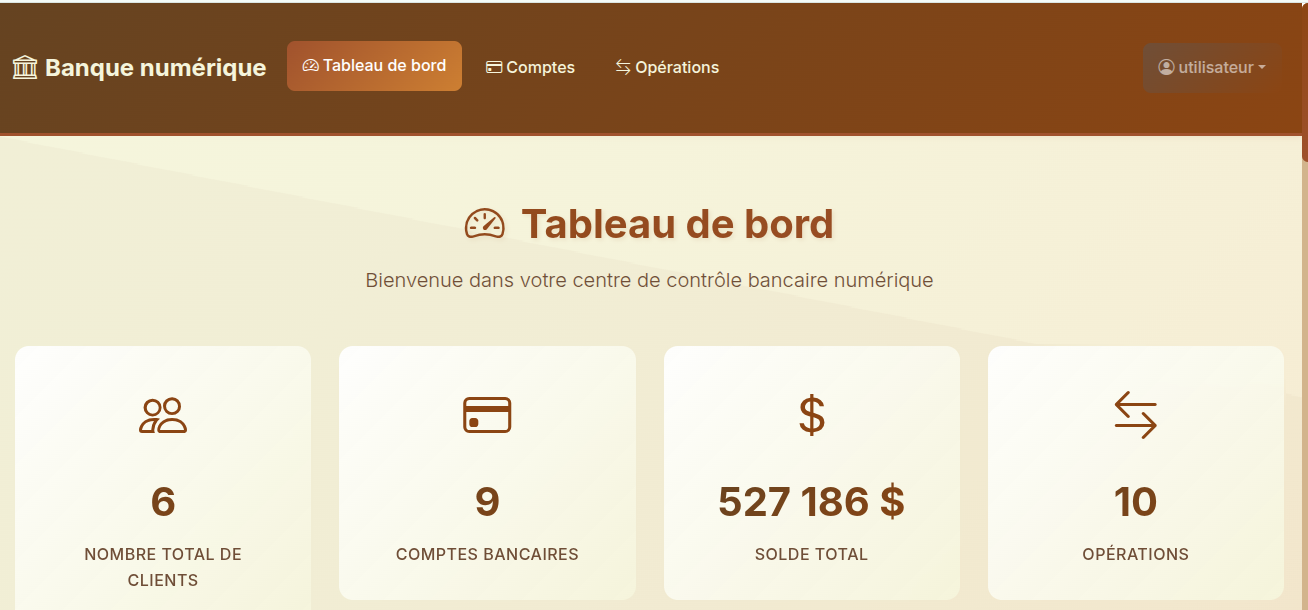 Banque numérique
Tableau de bord
Comptes
Opérations
utilisateur
Tableau de bord
Bienvenue dans votre centre de contrôle bancaire numérique
6
NOMBRE TOTAL DE
CLIENTS
9
COMPTES BANCAIRES
$
527 186 $
SOLDE TOTAL
10
OPÉRATIONS